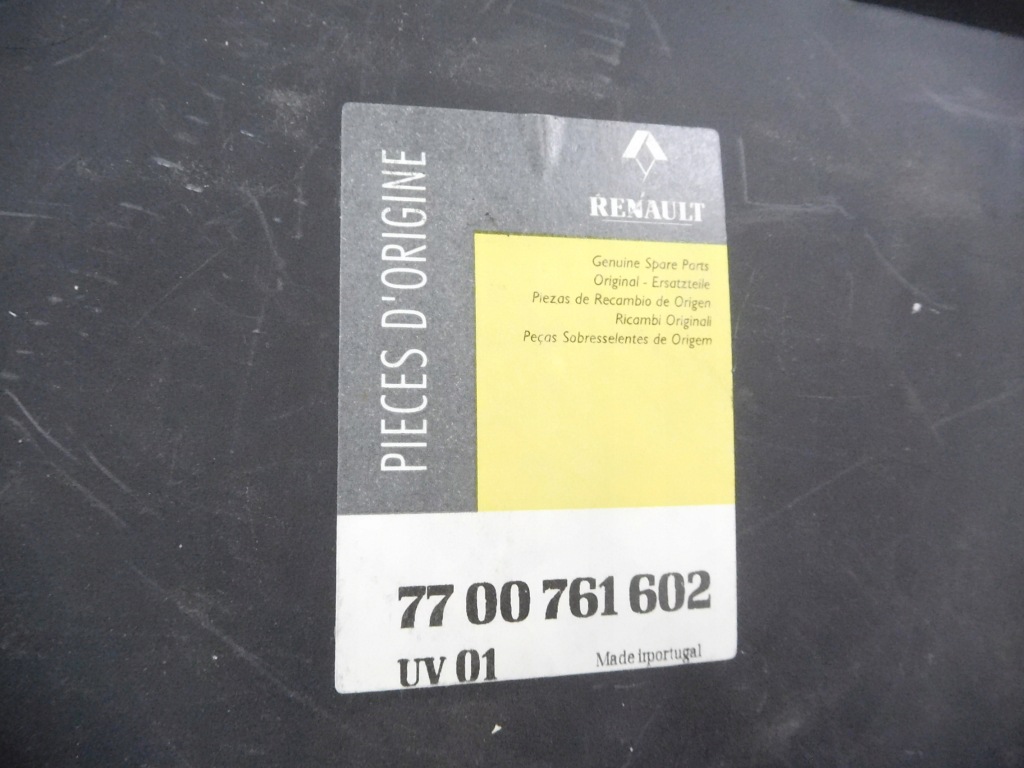 PIECES D'ORIGINE
RENAULT
Genuine Spare Parts
Original - Ersatzteile
Piezas de Recambio de Origen
Ricambi Originali
Peças Sobresselentes de Origem
77 00 761 602
UV 01
Made inportugal